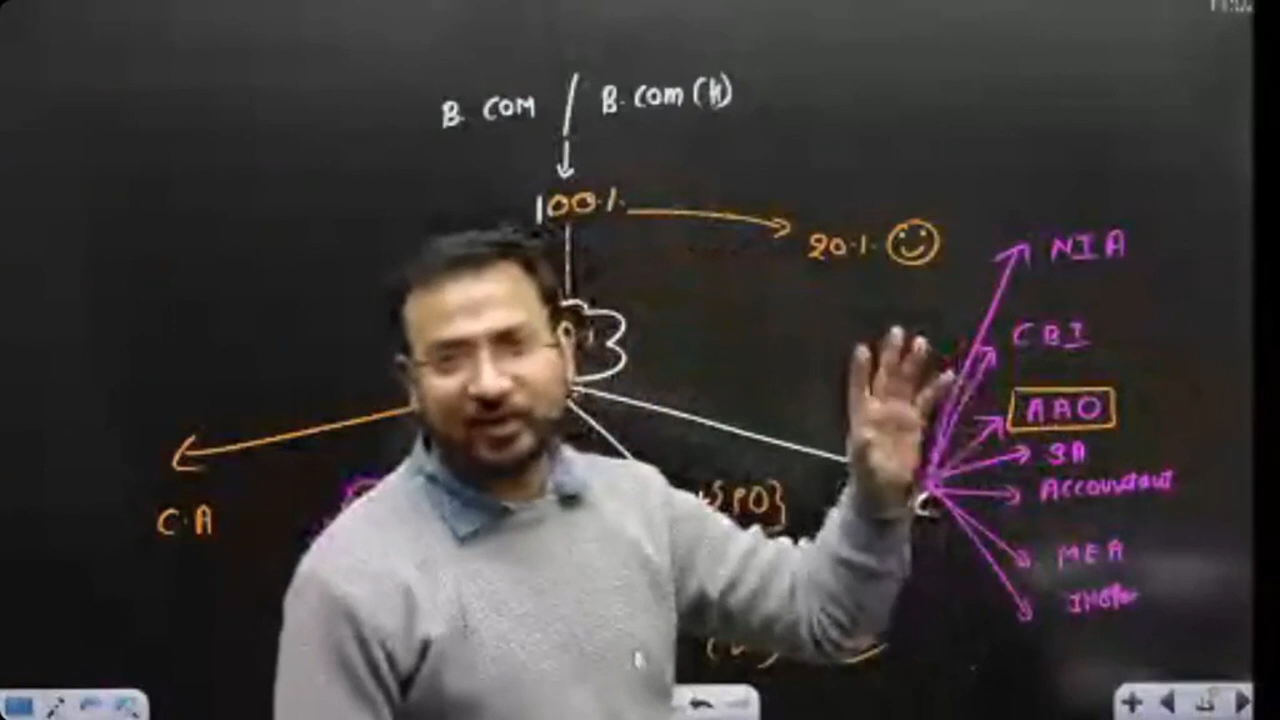 B. COM / B. Com (H)
100%
20%
NIA
CBI
AAO
SA
ACCOUNTANT
C.A
PO}
MEA